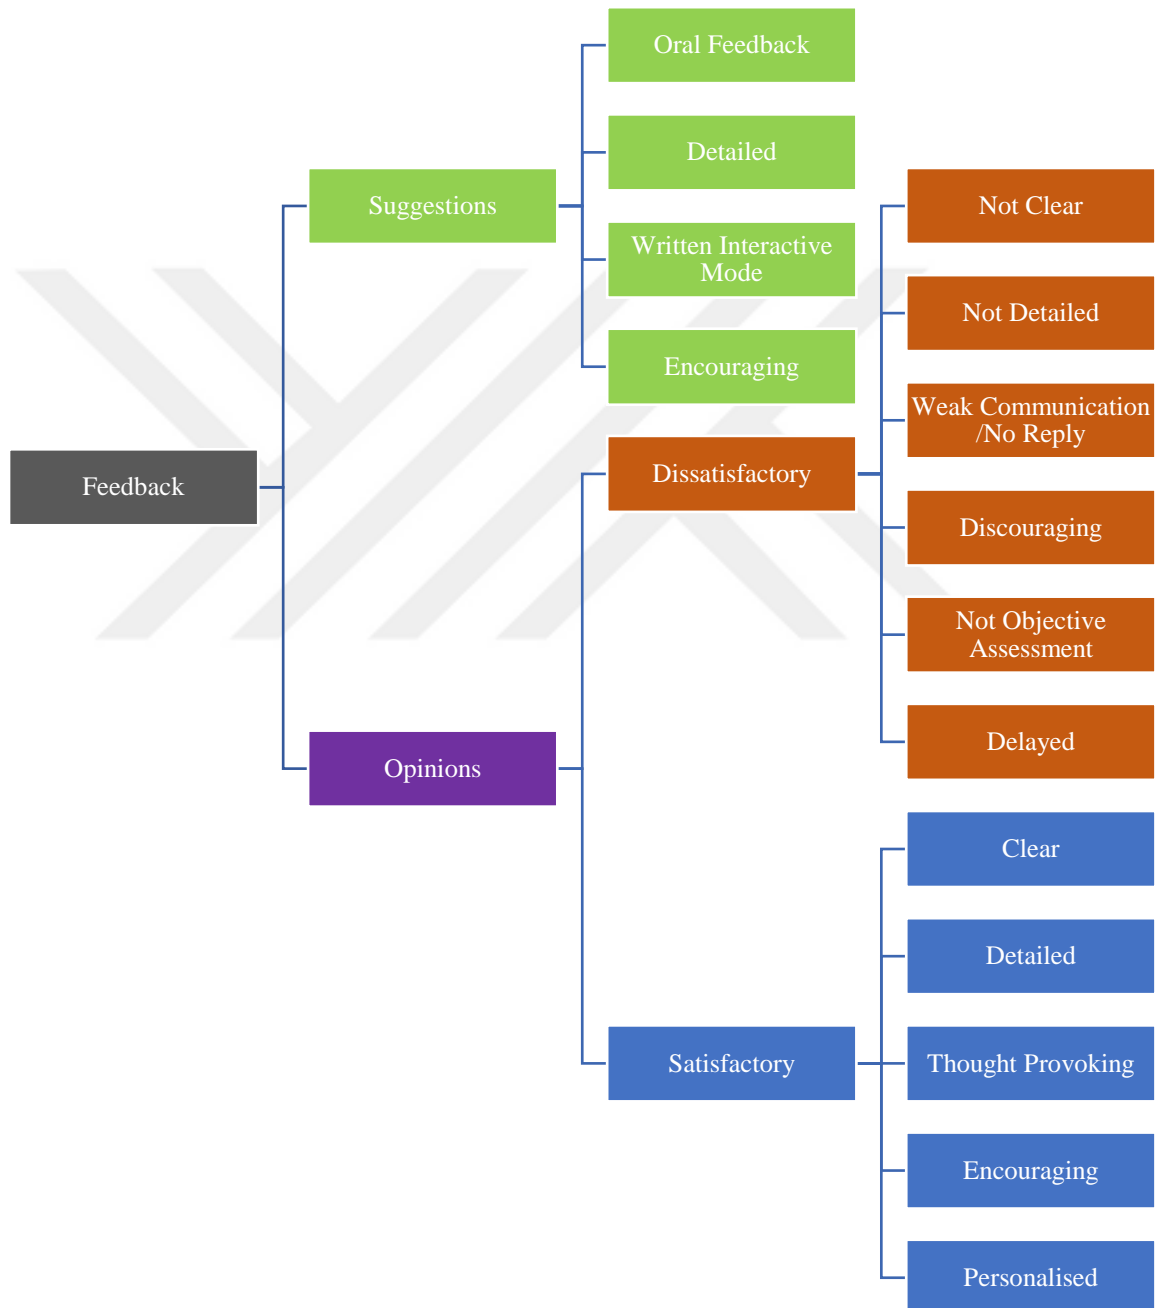 Oral Feedback
Detailed
Suggestions
Not Clear
Written Interactive
Mode
Not Detailed
Encouraging
Weak Communication
/No Reply
Feedback
Dissatisfactory
Discouraging
Not Objective
Assessment
Opinions
Delayed
Clear
Detailed
Satisfactory
Thought Provoking
Encouraging
Personalised